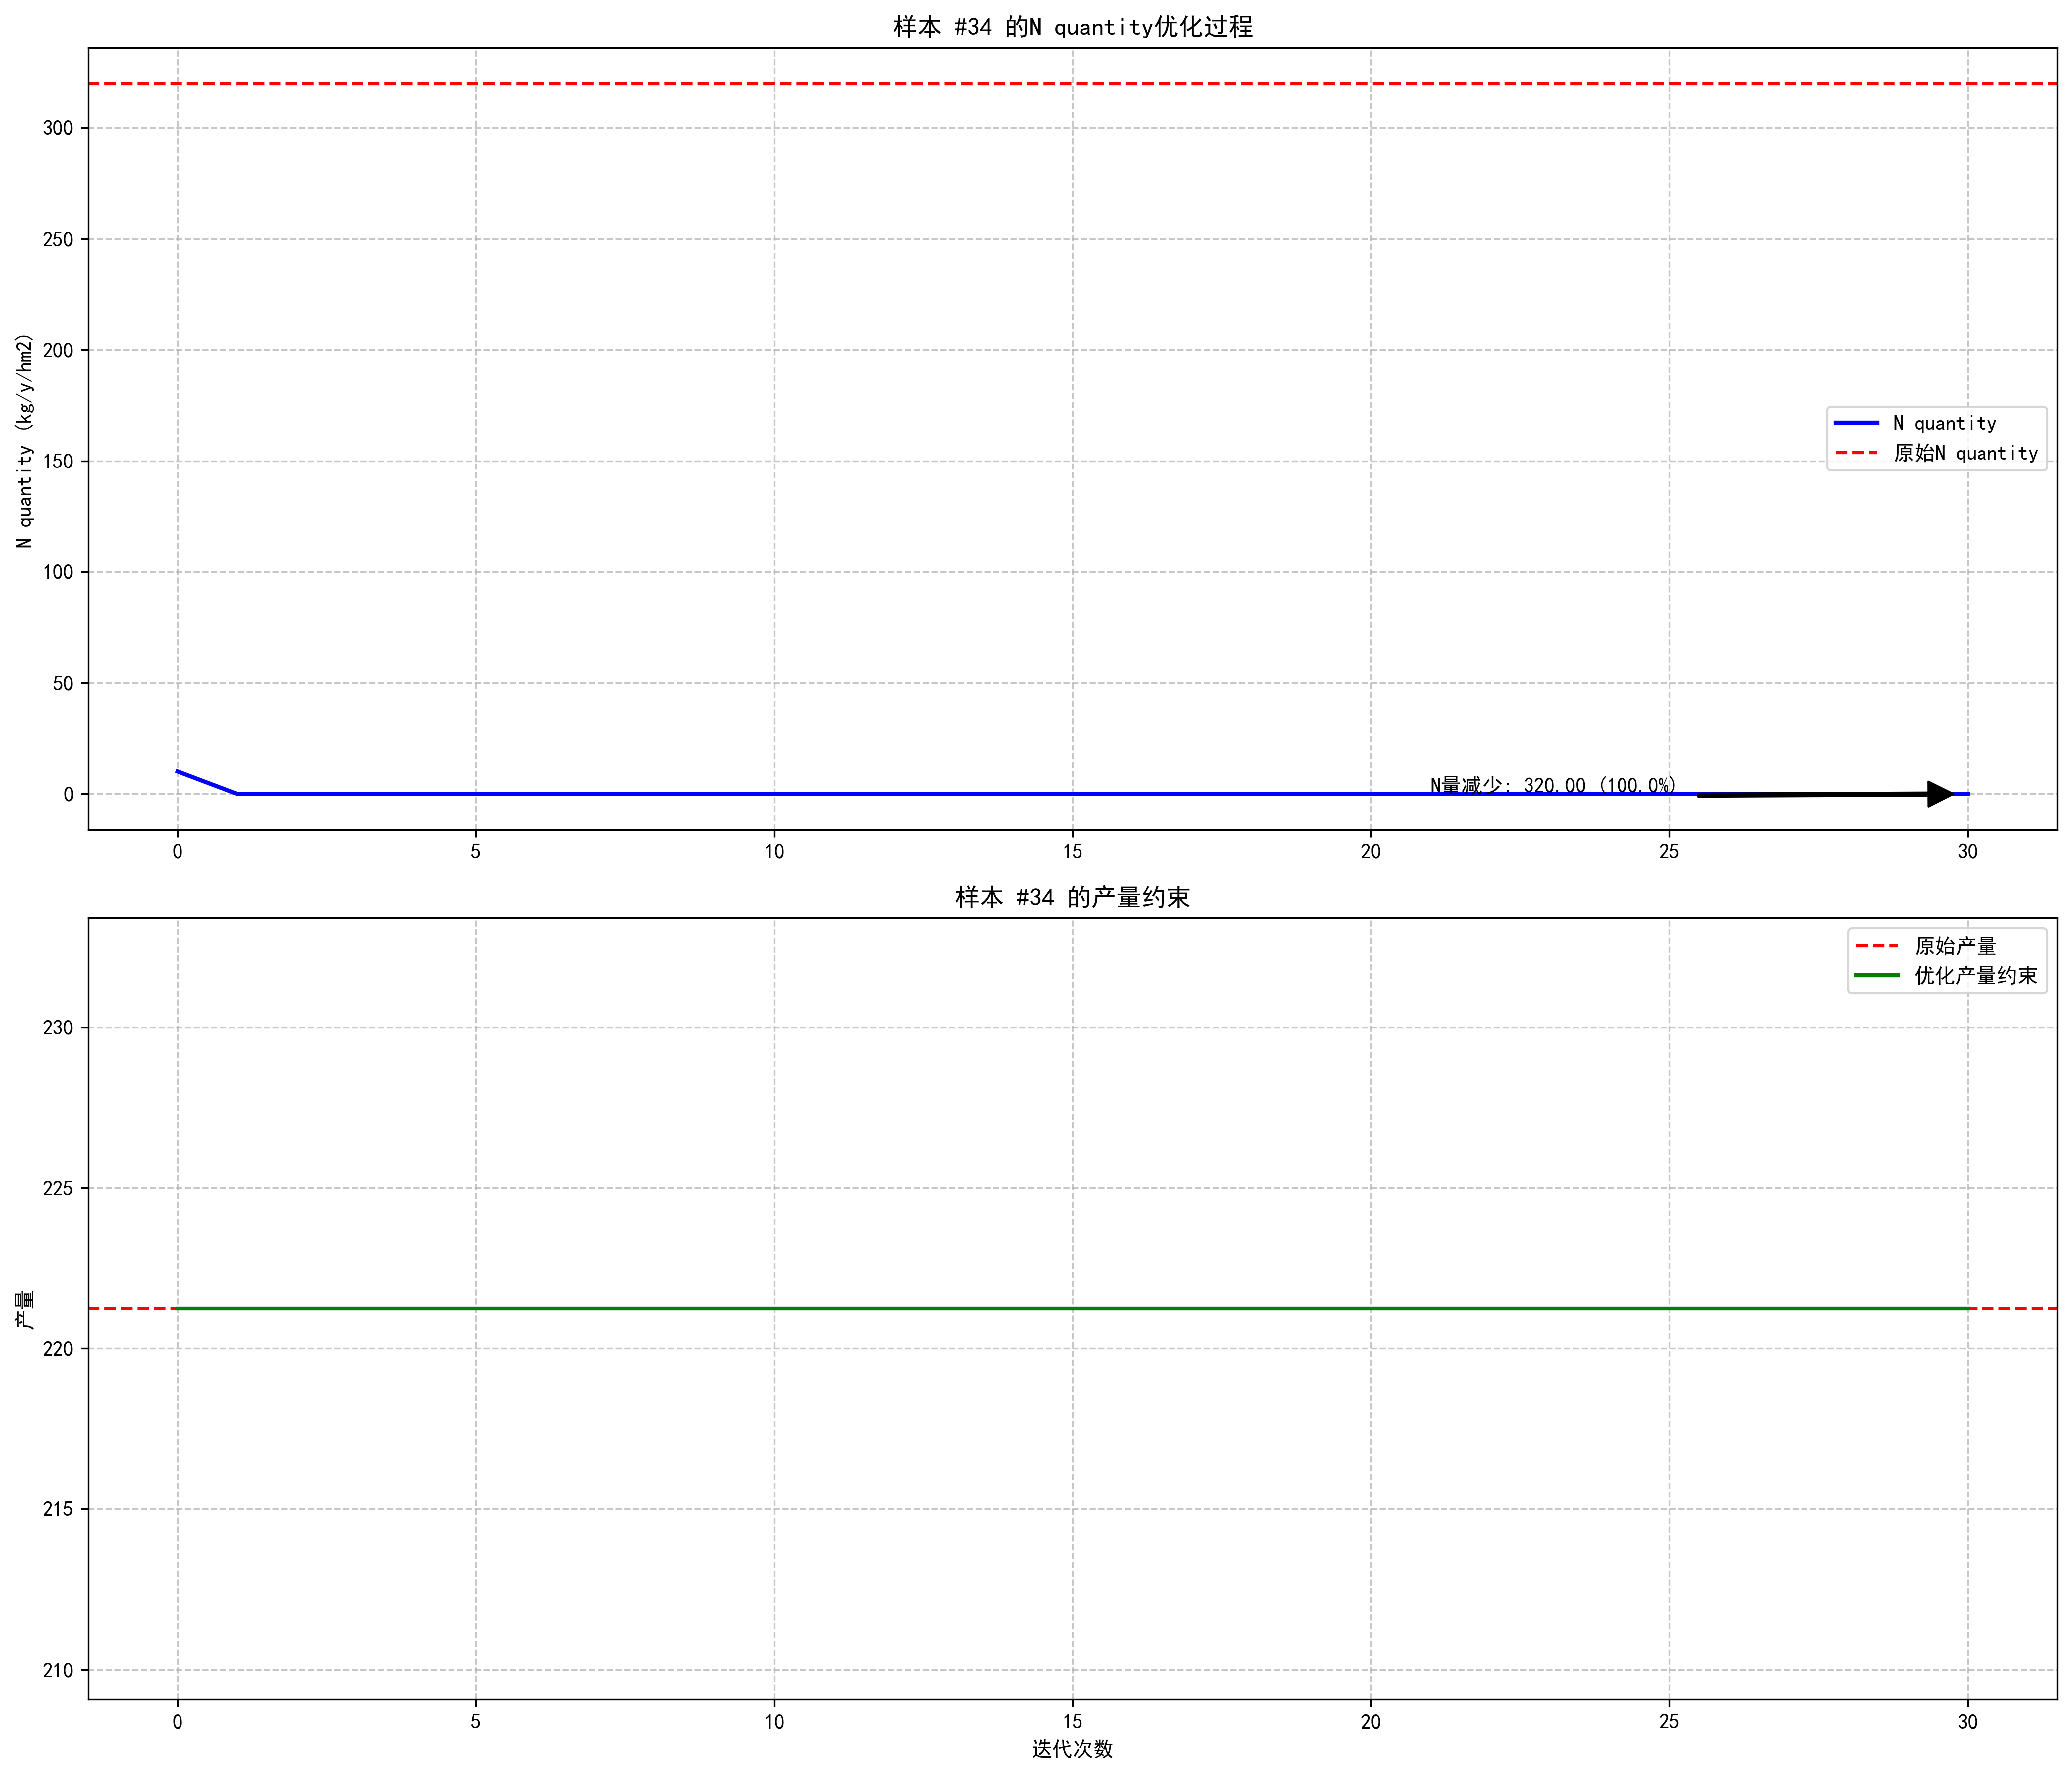 样本 #34 的N quantity优化过程
N quantity (kg/y/hm2)
300
250
200
150
100
50
0
N quantity
原始N quantity
N量减少: 320.00 (100.0%)
0 5 10 15 20 25 30
样本 #34 的产量约束
产量
230
225
220
215
210
原始产量
优化产量约束
0 5 10 15 20 25 30
迭代次数